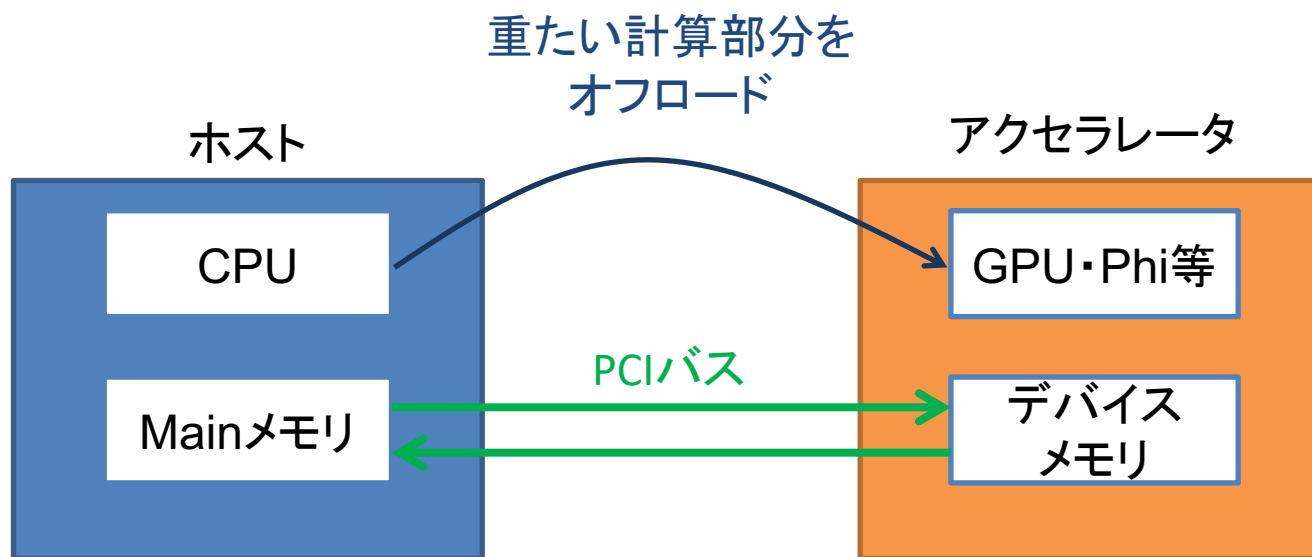 重たい計算部分を
オフロード
ホスト
アクセラレータ
CPU
GPU・Phi等
PCIバス
Mainメモリ
デバイス
メモリ